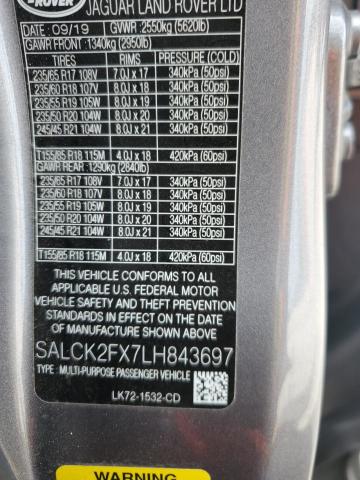 ROVER
JAGUAR LAND ROVER LTD
DATE : 09/19 GVWR : 2550kg (5620lb)
GAWR FRONT : 1340kg (2950lb)
TIRES RIMS PRESSURE (COLD)
235/65 R17 108V 7.0J x 17 340kPa (50psi)
235/60 R18 107V 8.0J x 18 340kPa (50psi)
235/55 R19 105W 8.0J x 19 340kPa (50psi)
235/50 R20 104W 8.0J x 20 340kPa (50psi)
245/45 R21 104W 8.0J x 21 340kPa (50psi)
T155/85 R18 115M 4.0J x 18 420kPa (60psi)
GAWR REAR : 1290kg (2840lb)
235/65 R17 108V 7.0J x 17 340kPa (50psi)
235/60 R18 107V 8.0J x 18 340kPa (50psi)
235/55 R19 105W 8.0J x 19 340kPa (50psi)
235/50 R20 104W 8.0J x 20 340kPa (50psi)
245/45 R21 104W 8.0J x 21 340kPa (50psi)
T155/85 R18 115M 4.0J x 18 420kPa (60psi)
THIS VEHICLE CONFORMS TO ALL
APPLICABLE U.S. FEDERAL MOTOR
VEHICLE SAFETY AND THEFT PREVENTION
STANDARDS IN EFFECT ON THE DATE OF
MANUFACTURE SHOWN ABOVE.
SALCK2FX7LH843697
TYPE : MULTI-PURPOSE PASSENGER VEHICLE
LK72-1532-CD
WARNING